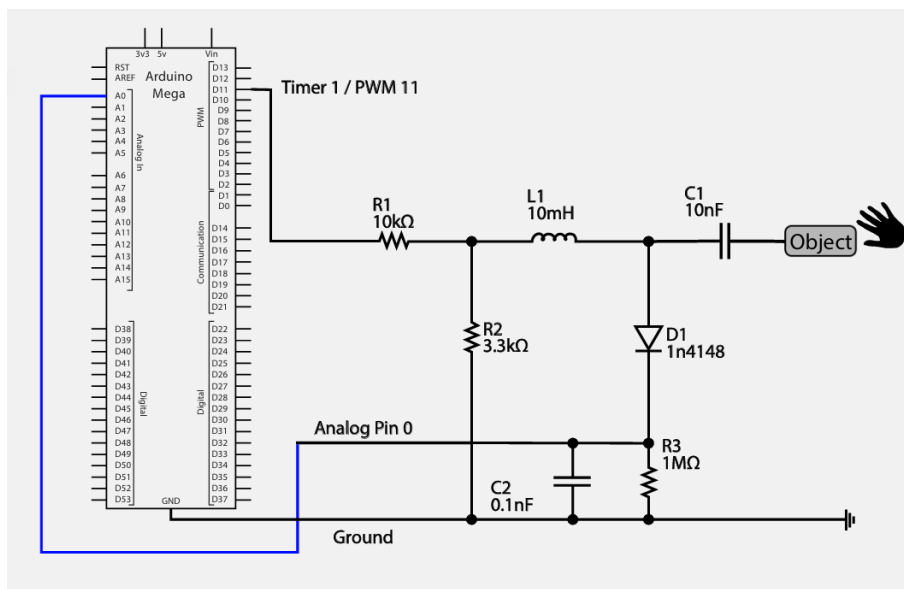 3v3 5v Vin
Arduino
Mega
RST
AREF
A0
A1
A2
A3
A4
A5
A6
A7
A8
A9
A10
A11
A12
A13
A14
A15
Analog In
D38
D39
D40
D41
D42
D43
D44
D45
D46
D47
D48
D49
D50
D51
D52
D53
Digital
D13
D12
D11
D10
D9
D8
D7
D6
D5
D4
D3
D2
PWM
D1
D0
D14
D15
D16
D17
D18
D19
D20
D21
Communication
D22
D23
D24
D25
D26
D27
D28
D29
D30
D31
D32
D33
D34
D35
D36
D37
Digital
GND
Timer 1 / PWM 11
R1
10kΩ
L1
10mH
C1
10nF
Object
R2
3.3kΩ
D1
1n4148
Analog Pin 0
R3
1MΩ
C2
0.1nF
Ground